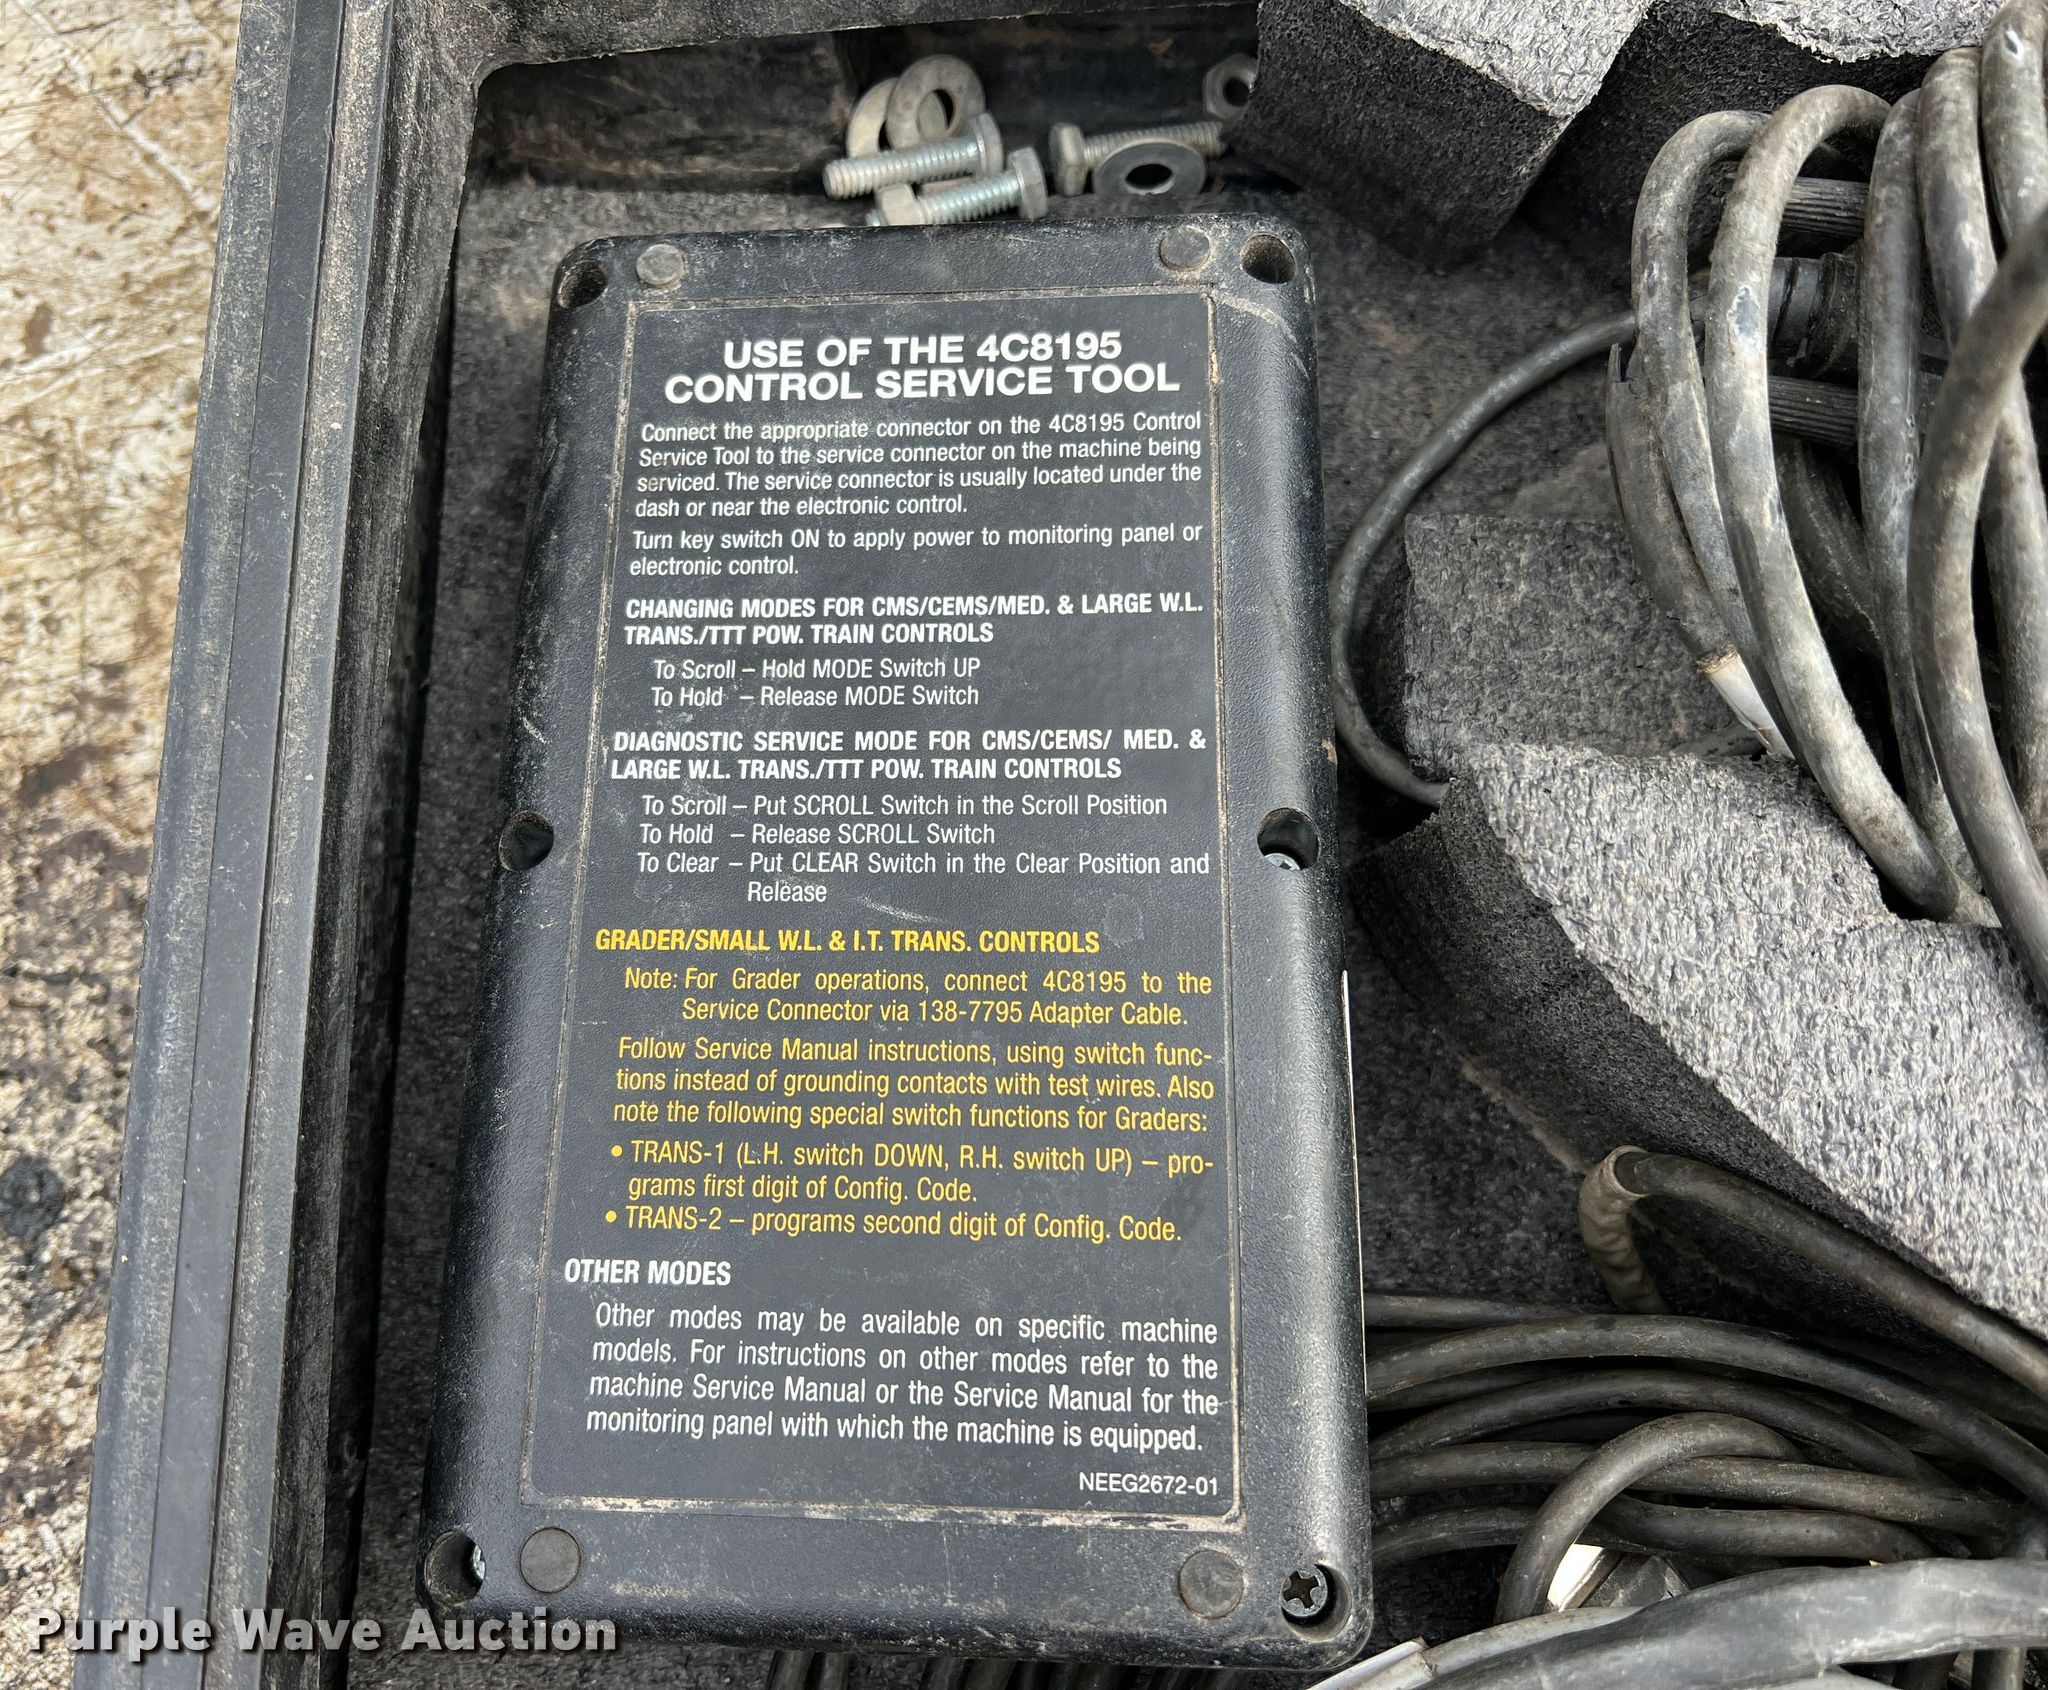 USE OF THE 4C8195
CONTROL SERVICE TOOL
Connect the appropriate connector on the 4C8195 Control
Service Tool to the service connector on the machine being
serviced. The service connector is usually located under the
dash or near the electronic control.
Turn key switch ON to apply power to monitoring panel or
electronic control.
CHANGING MODES FOR CMS/CEMS/MED. & LARGE W.L.
TRANS./TTT POW. TRAIN CONTROLS
To Scroll – Hold MODE Switch UP
To Hold – Release MODE Switch
DIAGNOSTIC SERVICE MODE FOR CMS/CEMS/ MED. &
LARGE W.L. TRANS./TTT POW. TRAIN CONTROLS
To Scroll – Put SCROLL Switch in the Scroll Position
To Hold – Release SCROLL Switch
To Clear – Put CLEAR Switch in the Clear Position and
Release
GRADER/SMALL W.L. & I.T. TRANS. CONTROLS
Note: For Grader operations, connect 4C8195 to the
Service Connector via 138-7795 Adapter Cable.
Follow Service Manual instructions, using switch func-
tions instead of grounding contacts with test wires. Also
note the following special switch functions for Graders:
• TRANS-1 (L.H. switch DOWN, R.H. switch UP) – pro-
grams first digit of Config. Code.
• TRANS-2 – programs second digit of Config. Code.
OTHER MODES
Other modes may be available on specific machine
models. For instructions on other modes refer to the
machine Service Manual or the Service Manual for the
monitoring panel with which the machine is equipped.
NEEG2672-01
Purple Wave Auction